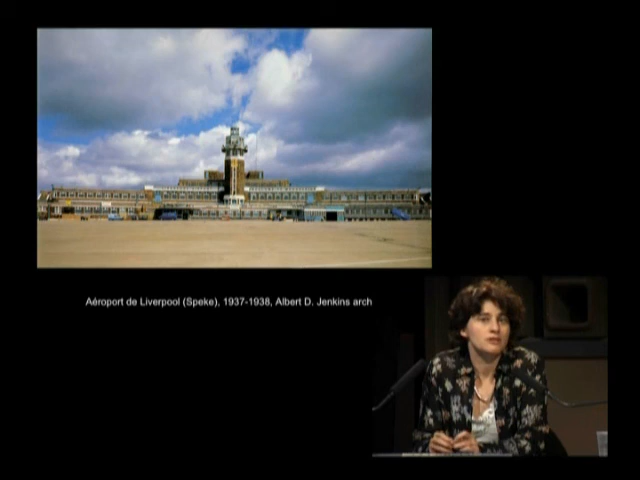 Aéroport de Liverpool (Speke), 1937-1938, Albert D. Jenkins arch